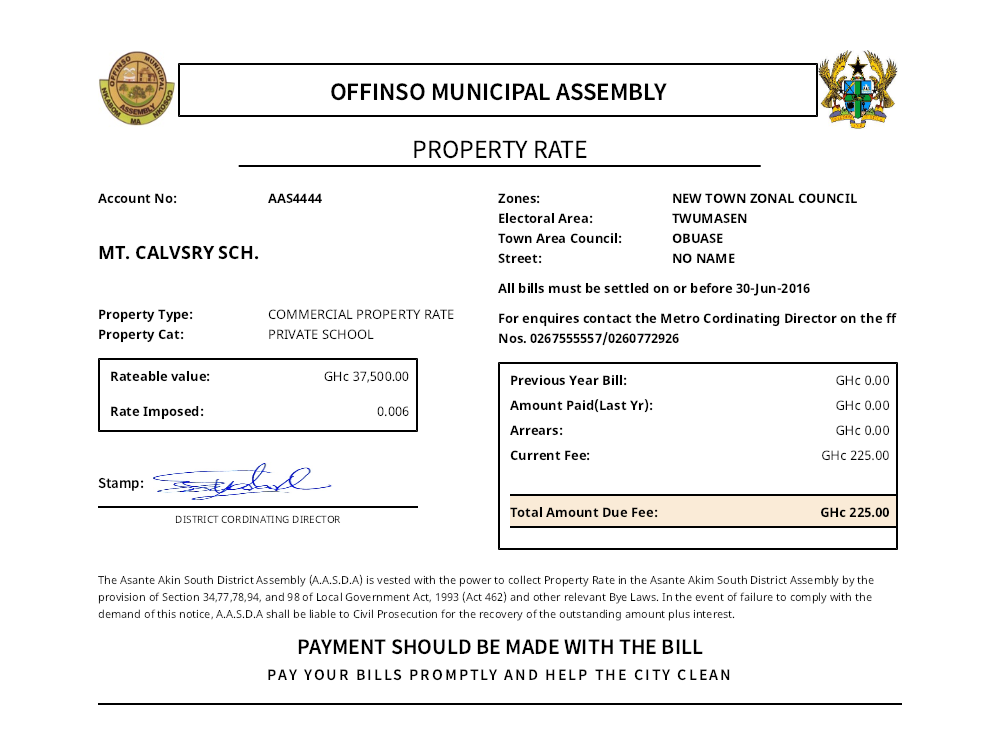 OFFINSO MUNICIPAL ASSEMBLY
PROPERTY RATE
Account No: AAS4444
MT. CALVSRY SCH.
Property Type: COMMERCIAL PROPERTY RATE
Property Cat: PRIVATE SCHOOL
Rateable value: GHc 37,500.00
Rate Imposed: 0.006
Stamp:
DISTRICT CORDINATING DIRECTOR
Zones: NEW TOWN ZONAL COUNCIL
Electoral Area: TWUMASEN
Town Area Council: OBUASE
Street: NO NAME
All bills must be settled on or before 30-Jun-2016
For enquires contact the Metro Cordinating Director on the ff
Nos. 0267555557/0260772926
Previous Year Bill: GHc 0.00
Amount Paid(Last Yr): GHc 0.00
Arrears: GHc 0.00
Current Fee: GHc 225.00
Total Amount Due Fee: GHc 225.00
The Asante Akin South District Assembly (A.A.S.D.A) is vested with the power to collect Property Rate in the Asante Akim South District Assembly by the
provision of Section 34,77,78,94, and 98 of Local Government Act, 1993 (Act 462) and other relevant Bye Laws. In the event of failure to comply with the
demand of this notice, A.A.S.D.A shall be liable to Civil Prosecution for the recovery of the outstanding amount plus interest.
PAYMENT SHOULD BE MADE WITH THE BILL
PAY YOUR BILLS PROMPTLY AND HELP THE CITY CLEAN